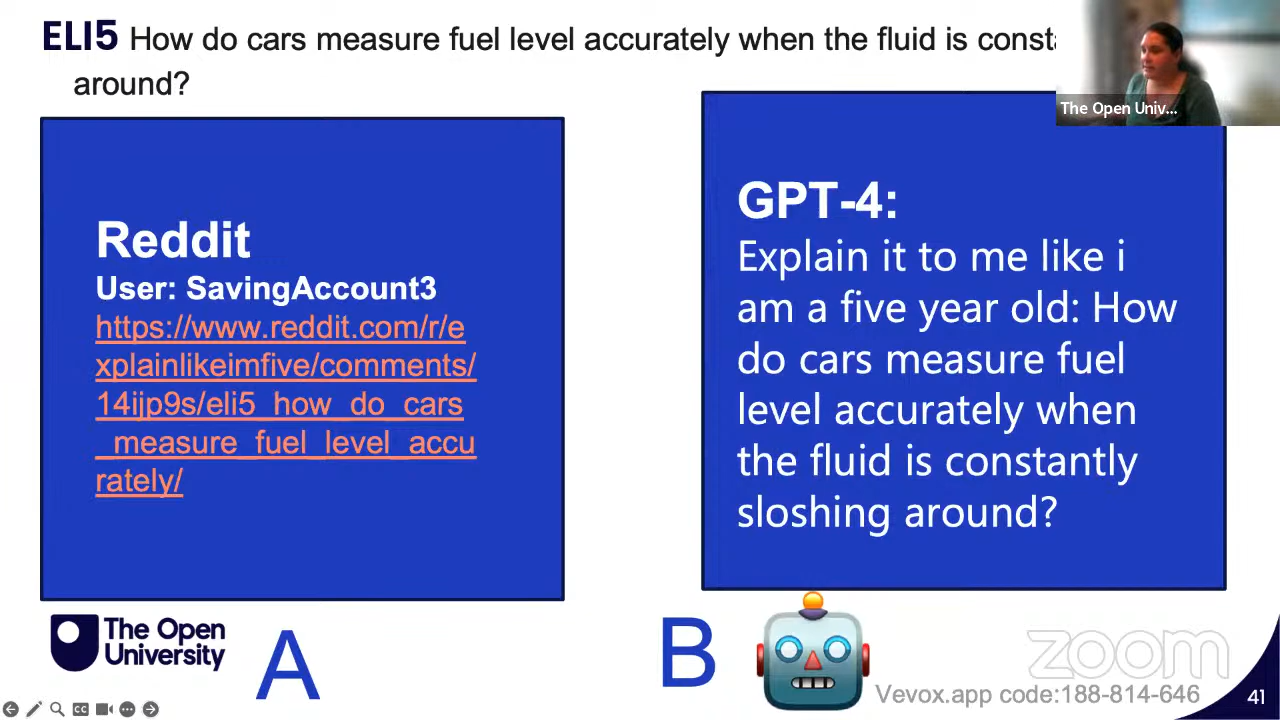 ELI5 How do cars measure fuel level accurately when the fluid is
around?
The Open Univ...
Reddit
User: SavingAccount3
https://www.reddit.com/r/e
xplainlikeimfive/comments/
14ijp9s/eli5_how_do_cars
_measure_fuel_level_accu
rately/
GPT-4:
Explain it to me like i
am a five year old: How
do cars measure fuel
level accurately when
the fluid is constantly
sloshing around?
The Open
University
A
B
zoom
Vevox.app code:188-814-646
41